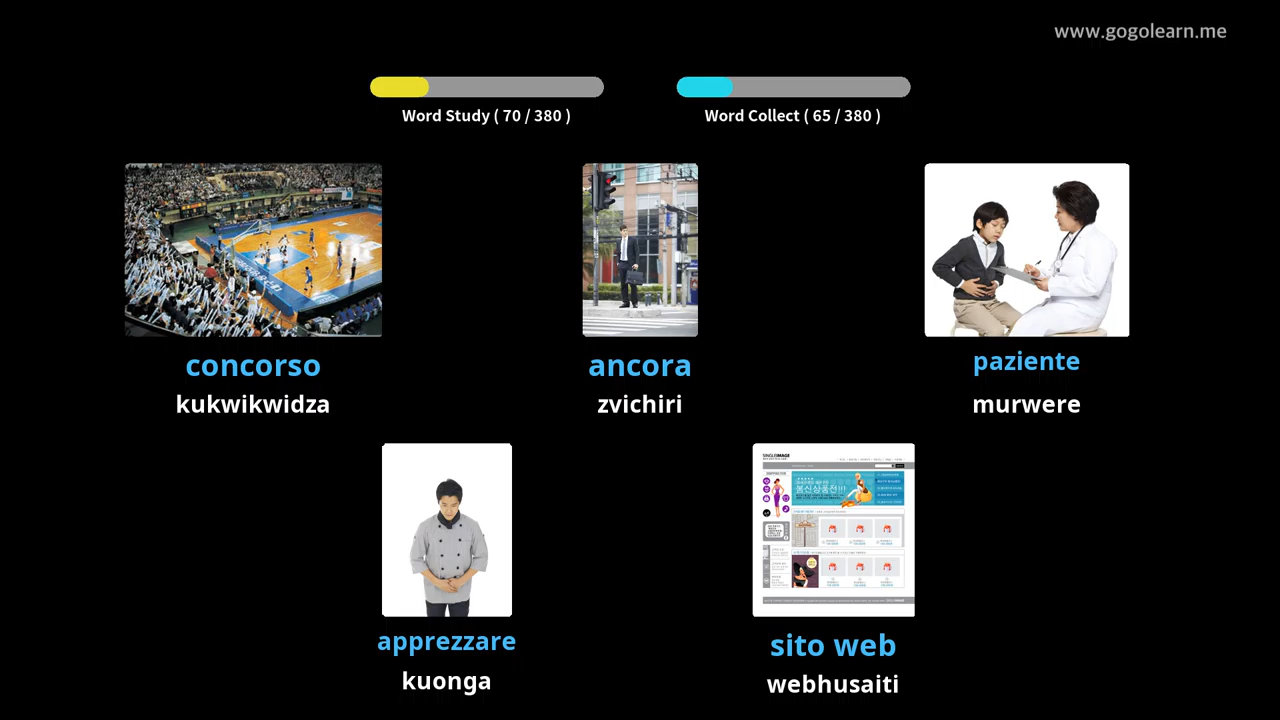 www.gogolearn.me
Word Study ( 70 / 380 )
Word Collect ( 65 / 380 )
concorso
kukwikwidza
ancora
zvichiri
paziente
murwere
apprezzare
kuonga
sito web
webhusaiti